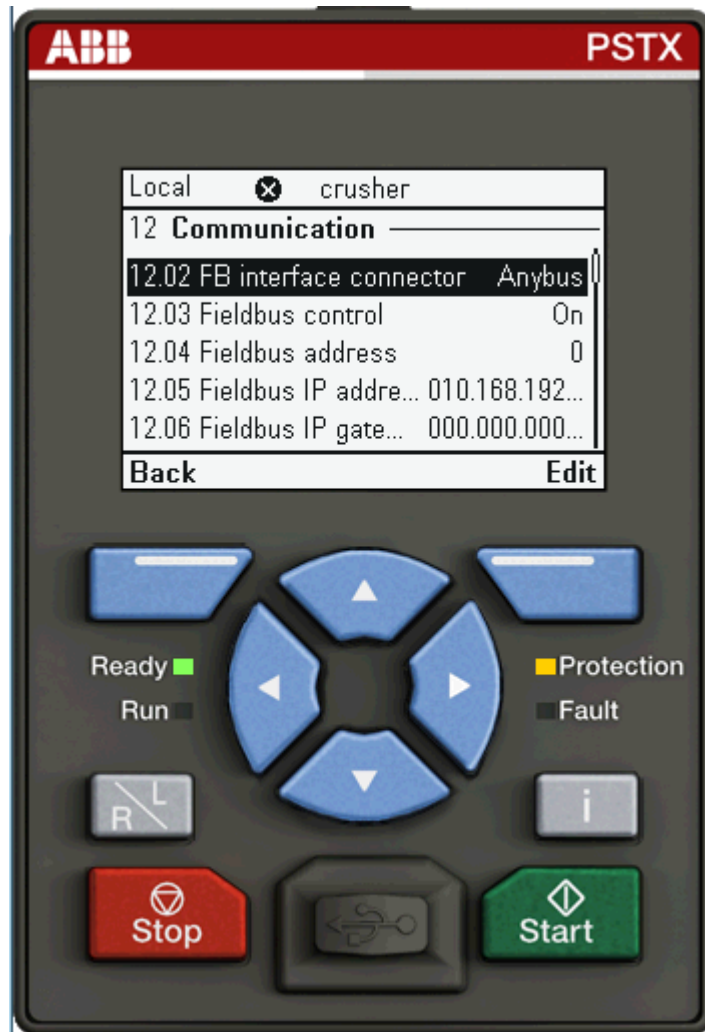 ABB PSTX
Local crusher
12 Communication
12.02 FB interface connector Anybus
12.03 Fieldbus control On
12.04 Fieldbus address 0
12.05 Fieldbus IP addre... 010.168.192...
12.06 Fieldbus IP gate... 000.000.000...
Back Edit
Ready Protection
Run Fault
R L i
Stop Start